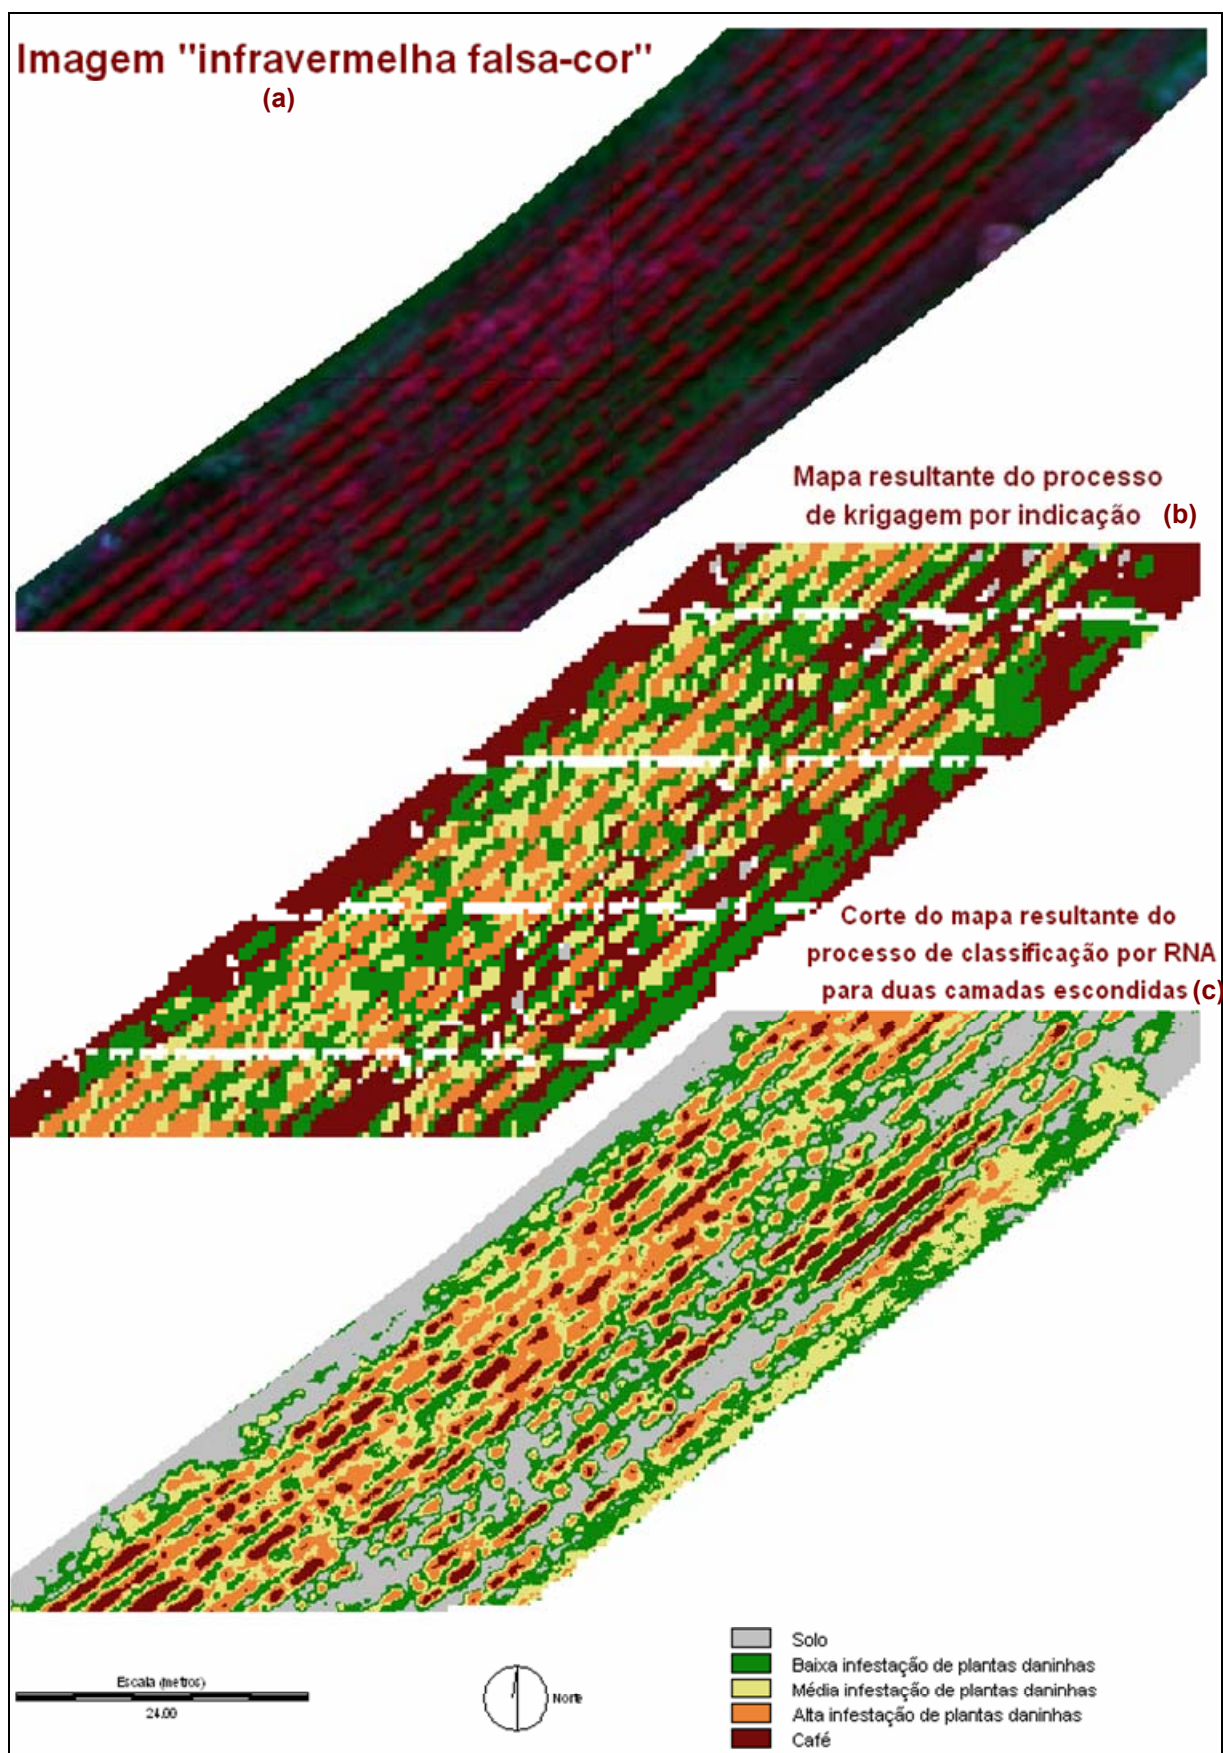 Imagem "infravermelha falsa-cor"
(a)
Mapa resultante do processo
de krigagem por indicação (b)
Corte do mapa resultante do
processo de classificação por RNA
para duas camadas escondidas (c)
Escala (metros)
24.00
Norte
Solo
Baixa infestação de plantas daninhas
Média infestação de plantas daninhas
Alta infestação de plantas daninhas
Café